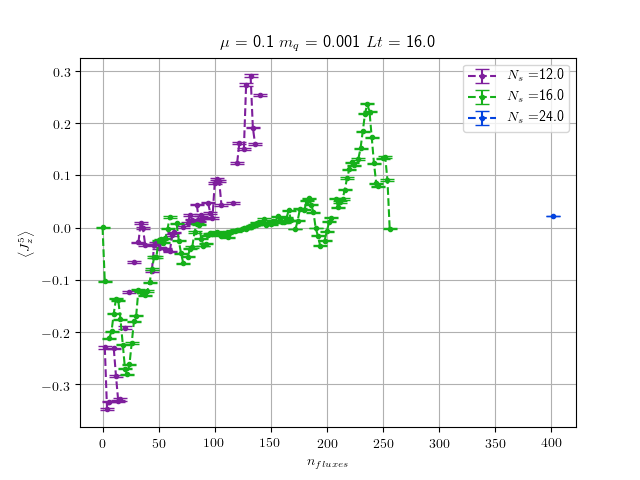 μ = 0.1 m_q = 0.001 Lt = 16.0
N_s =12.0
N_s =16.0
N_s =24.0
0.3
0.2
0.1
0.0
−0.1
−0.2
−0.3
⟨J_z^5⟩
0 50 100 150 200 250 300 350 400
n_{fluxes}